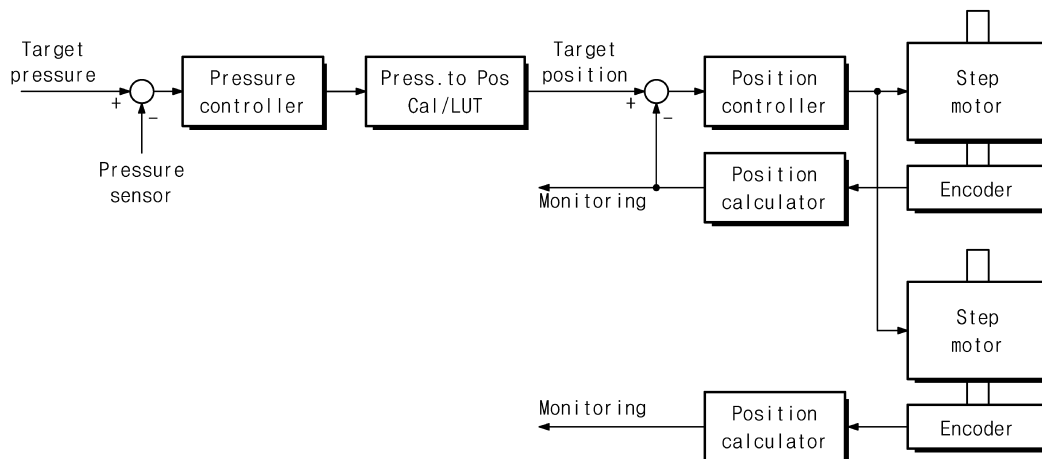 Target
pressure
+
−
Pressure
sensor
Pressure
controller
Press.to Pos
Cal/LUT
Target
position
+
−
Position
controller
Step
motor
Monitoring
Position
calculator
Encoder
Step
motor
Monitoring
Position
calculator
Encoder